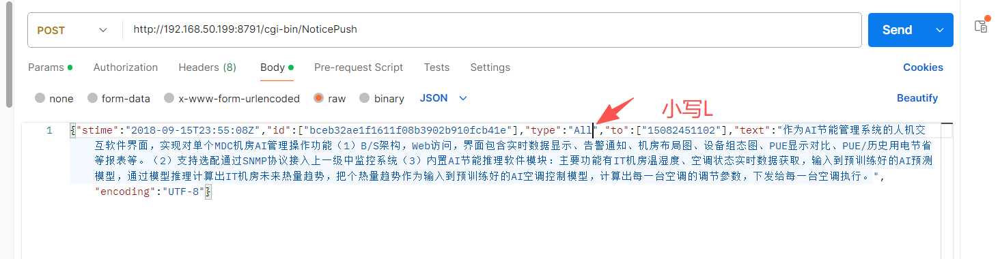 POST http://192.168.50.199:8791/cgi-bin/NoticePush Send
Params Authorization Headers (8) Body Pre-request Script Tests Settings Cookies
none form-data x-www-form-urlencoded raw binary JSON Beautify
小写L
1 {"stime":"2018-09-15T23:55:08Z","id":["bceb32ae1f1611f08b3902b910fcb41e"],"type":"All","to":["15082451102"],"text":"作为AI节能管理系统的人机交
互软件界面，实现对单个MDC机房AI管理操作功能（1）B/S架构，Web访问，界面包含实时数据显示、告警通知、机房布局图、设备组态图、PUE显示对比、PUE/历史用电节省
等报表等。（2）支持选配通过SNMP协议接入上一级中监控系统（3）内置AI节能推理软件模块：主要功能有IT机房温湿度、空调状态实时数据获取，输入到预训练好的AI预测
模型，通过模型推理计算出IT机房未来热量趋势，把个热量趋势作为输入到预训练好的AI空调控制模型，计算出每一台空调的调节参数，下发给每一台空调执行。",
"encoding":"UTF-8"}